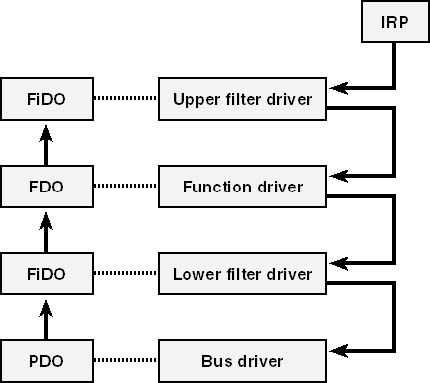 IRP
FiDO
Upper filter driver
FDO
Function driver
FiDO
Lower filter driver
PDO
Bus driver